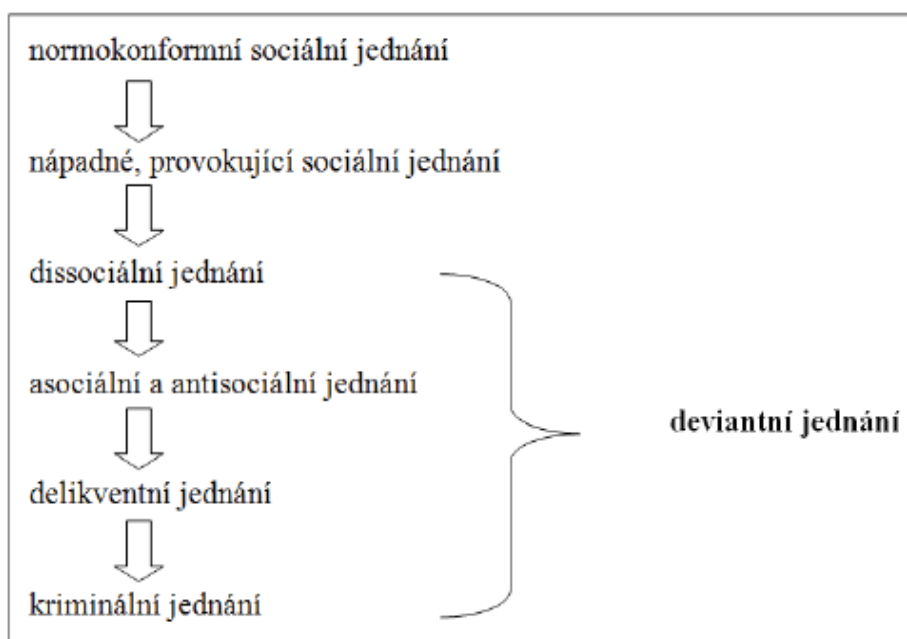 normokonformní sociální jednání
nápadné, provokující sociální jednání
dissociální jednání
asociální a antisociální jednání
deviantní jednání
delikventní jednání
kriminální jednání